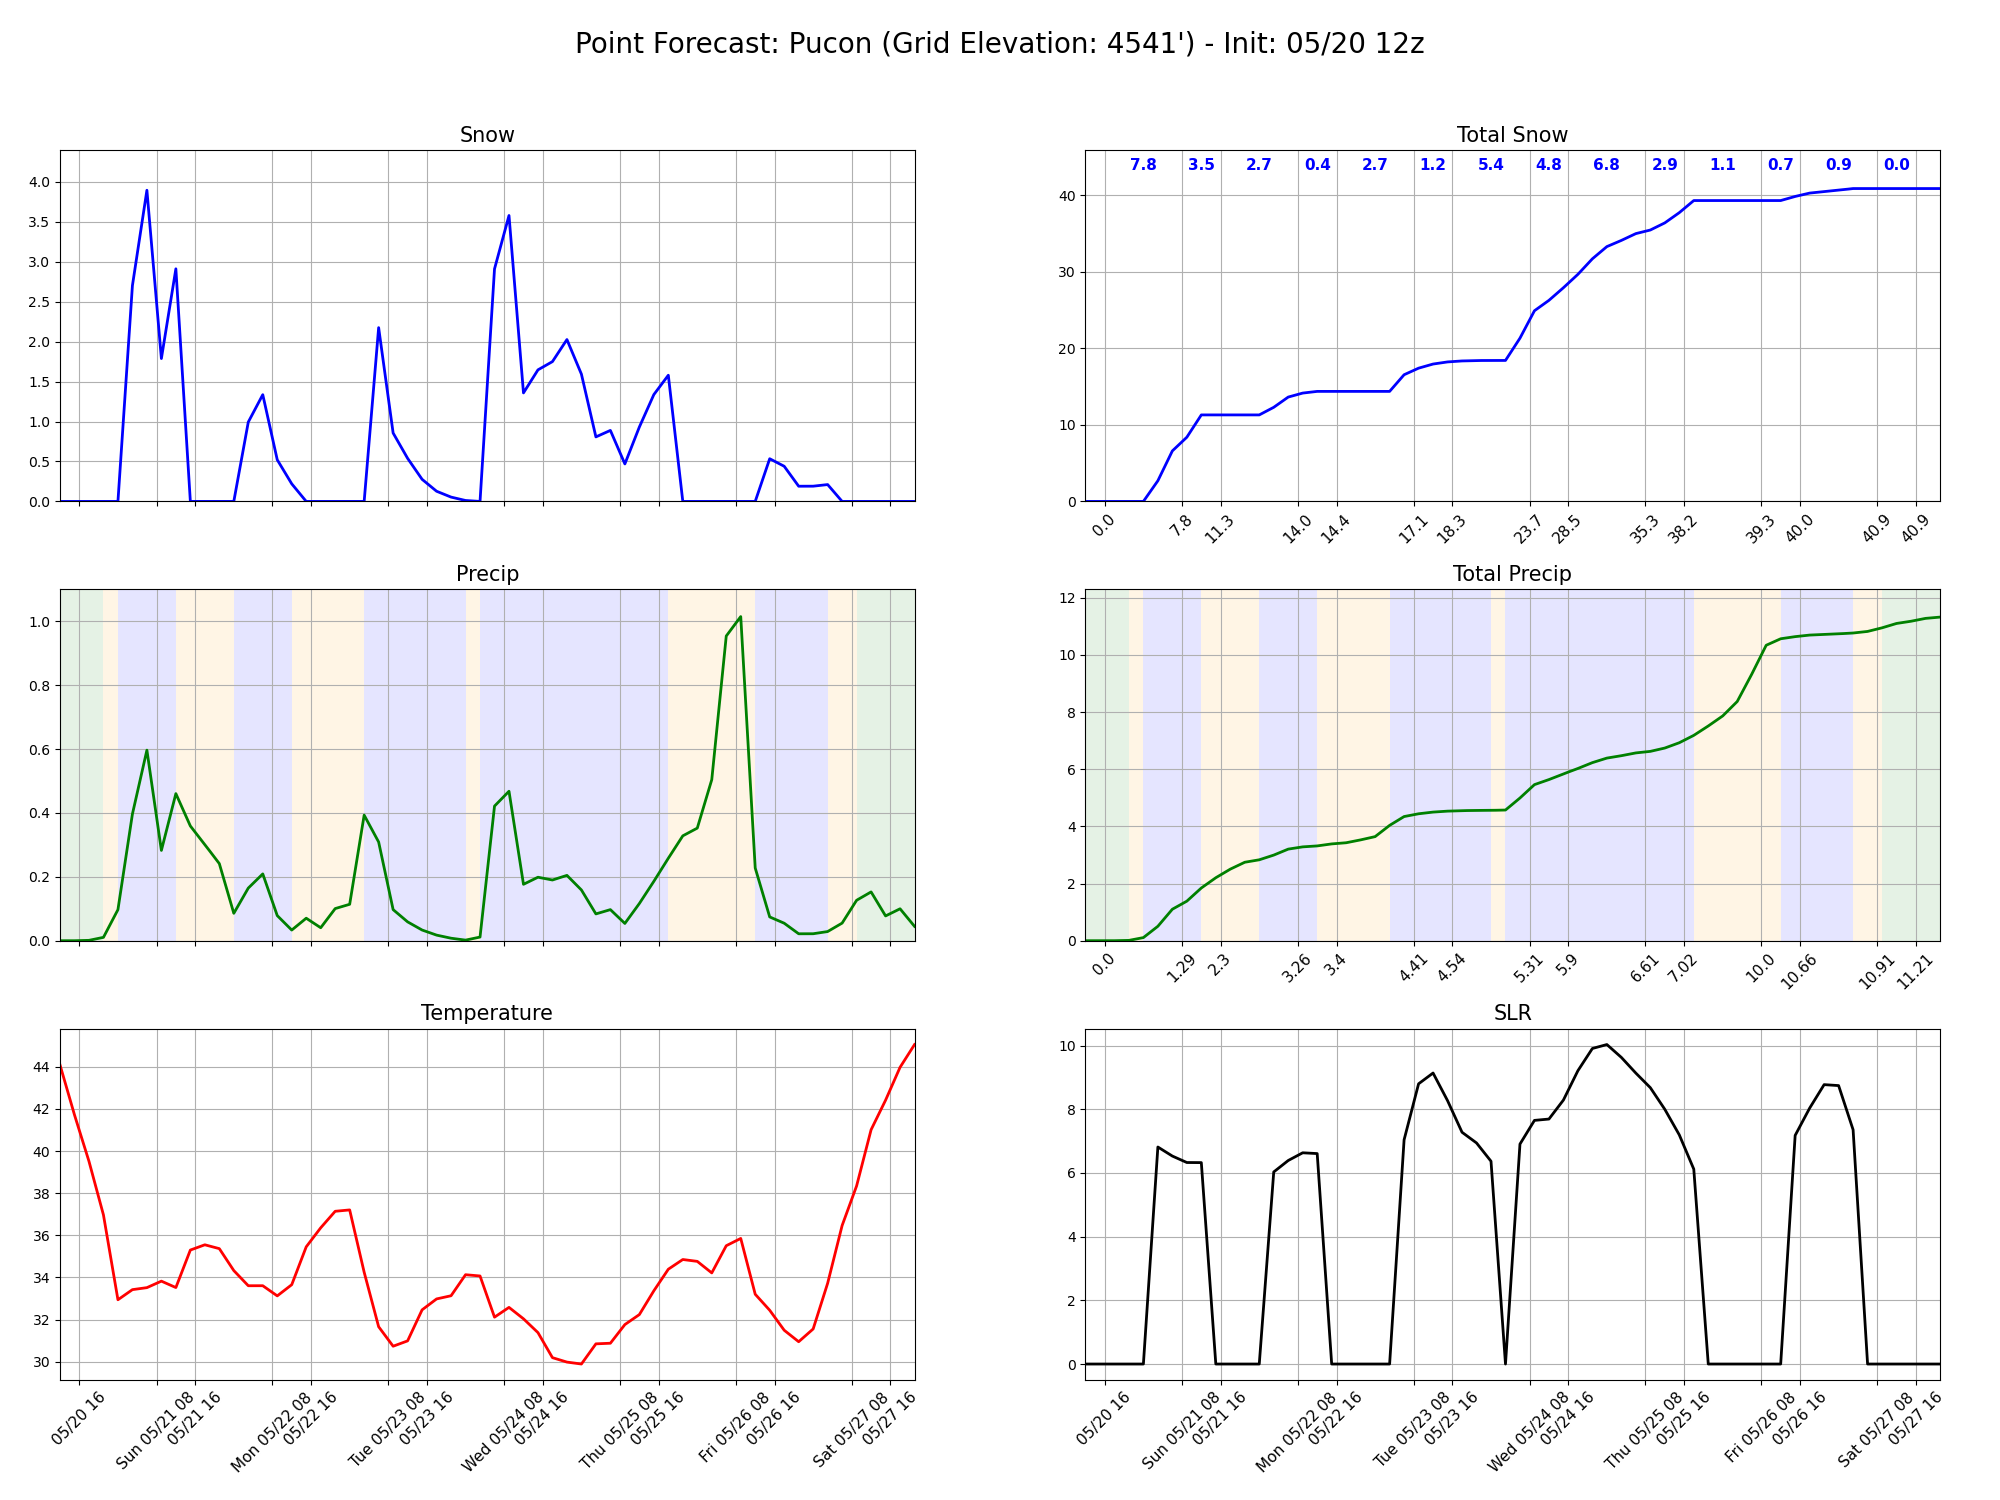 Point Forecast: Pucon (Grid Elevation: 4541') - Init: 05/20 12z
Snow
4.0
3.5
3.0
2.5
2.0
1.5
1.0
0.5
0.0
Total Snow
7.8 3.5 2.7 0.4 2.7 1.2 5.4 4.8 6.8 2.9 1.1 0.7 0.9 0.0
40
30
20
10
0
0.0 7.8 11.3 14.0 14.4 17.1 18.3 23.7 28.5 35.3 38.2 39.3 40.0 40.9 40.9
Precip
1.0
0.8
0.6
0.4
0.2
0.0
Total Precip
12
10
8
6
4
2
0
0.0 1.29 2.3 3.26 3.4 4.41 4.54 5.31 5.9 6.61 7.02 10.0 10.66 10.91 11.21
Temperature
44
42
40
38
36
34
32
30
05/20 16
Sun 05/21 08
05/21 16
Mon 05/22 08
05/22 16
Tue 05/23 08
05/23 16
Wed 05/24 08
05/24 16
Thu 05/25 08
05/25 16
Fri 05/26 08
05/26 16
Sat 05/27 08
05/27 16
SLR
10
8
6
4
2
0
05/20 16
Sun 05/21 08
05/21 16
Mon 05/22 08
05/22 16
Tue 05/23 08
05/23 16
Wed 05/24 08
05/24 16
Thu 05/25 08
05/25 16
Fri 05/26 08
05/26 16
Sat 05/27 08
05/27 16